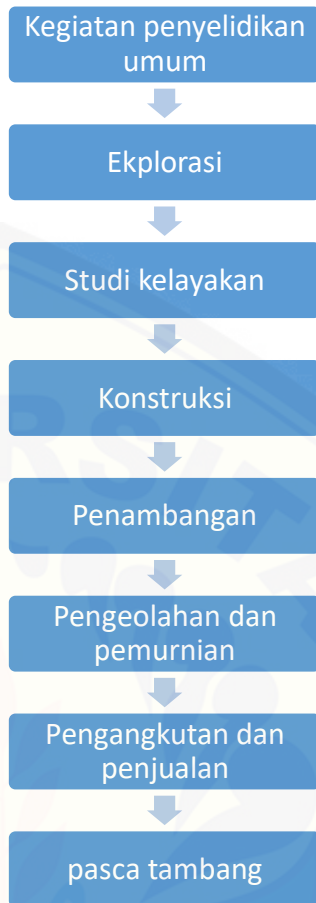 Kegiatan penyelidikan
umum
Ekplorasi
Studi kelayakan
Konstruksi
Penambangan
Pengeolahan dan
pemurnian
Pengangkutan dan
penjualan
pasca tambang